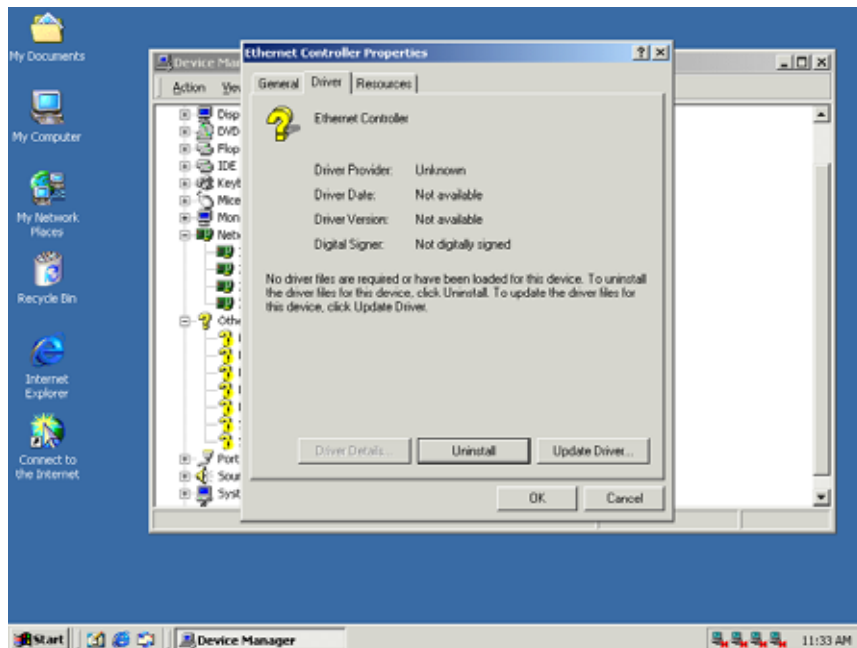 My Documents
My Computer
My Network
Places
Recycle Bin
Internet
Explorer
Connect to
the Internet
Device Mar
Action Vie
Disp
DVD
Flop
IDE
Keyb
Mice
Mon
Netw
Othe
Port
Sour
Syst
Ethernet Controller Properties
General Driver Resources
Ethernet Controller
Driver Provider: Unknown
Driver Date: Not available
Driver Version: Not available
Digital Signer: Not digitally signed
No driver files are required or have been loaded for this device. To uninstall
the driver files for this device, click Uninstall. To update the driver files for
this device, click Update Driver.
Driver Details...
Uninstall
Update Driver...
OK
Cancel
Start
Device Manager
11:33 AM